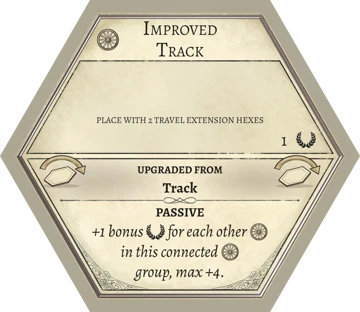 Improved
Track
PLACE WITH 2 TRAVEL EXTENSION HEXES
1
UPGRADED FROM
Track
PASSIVE
+1 bonus for each other
in this connected
group, max +4.